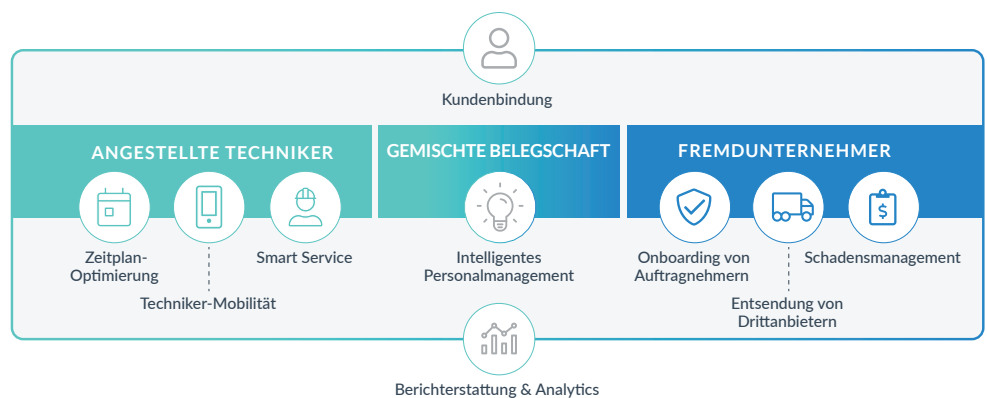 Kundenbindung
ANGESTELLTE TECHNIKER
GEMISCHTE BELEGSCHAFT
FREMDUNTERNEHMER
$
Zeitplan-
Optimierung
Techniker-Mobilität
Smart Service
Intelligentes
Personalmanagement
Onboarding von
Auftragnehmern
Entsendung von
Drittanbietern
Schadensmanagement
Berichterstattung & Analytics